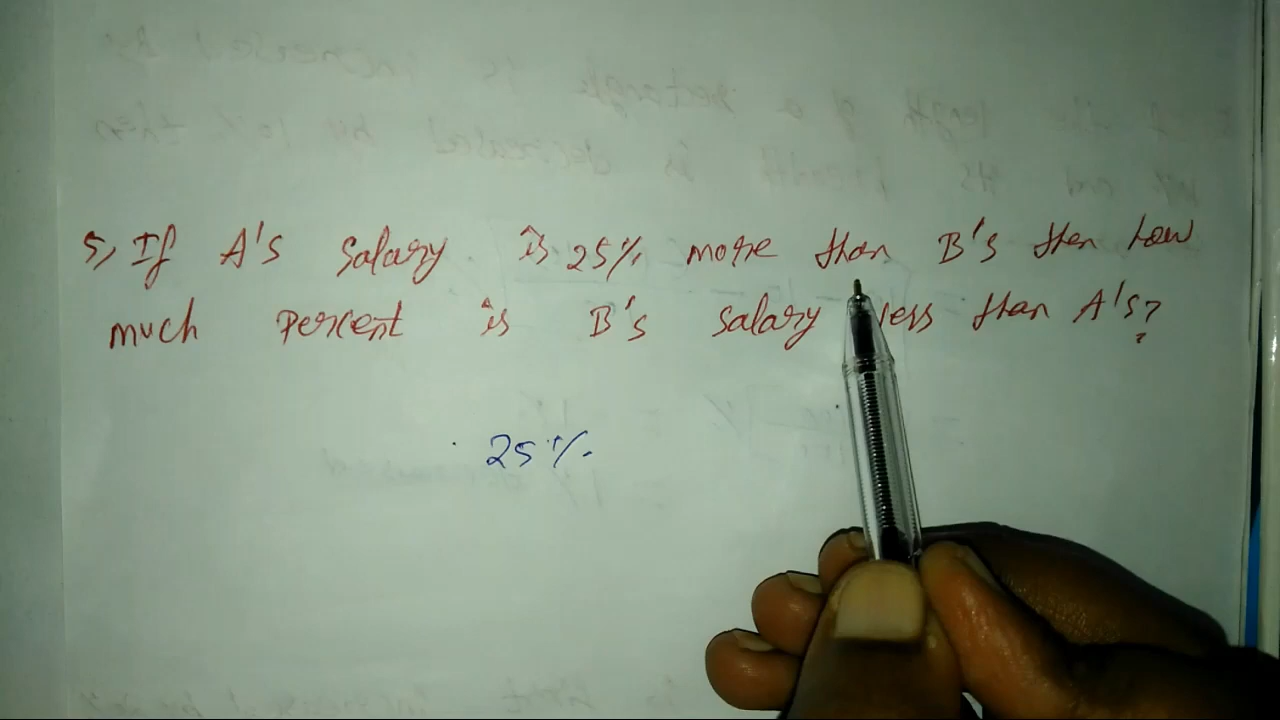 5, If A's salary is 25% more than B's then how
much percent is B's salary less than A's?
25%